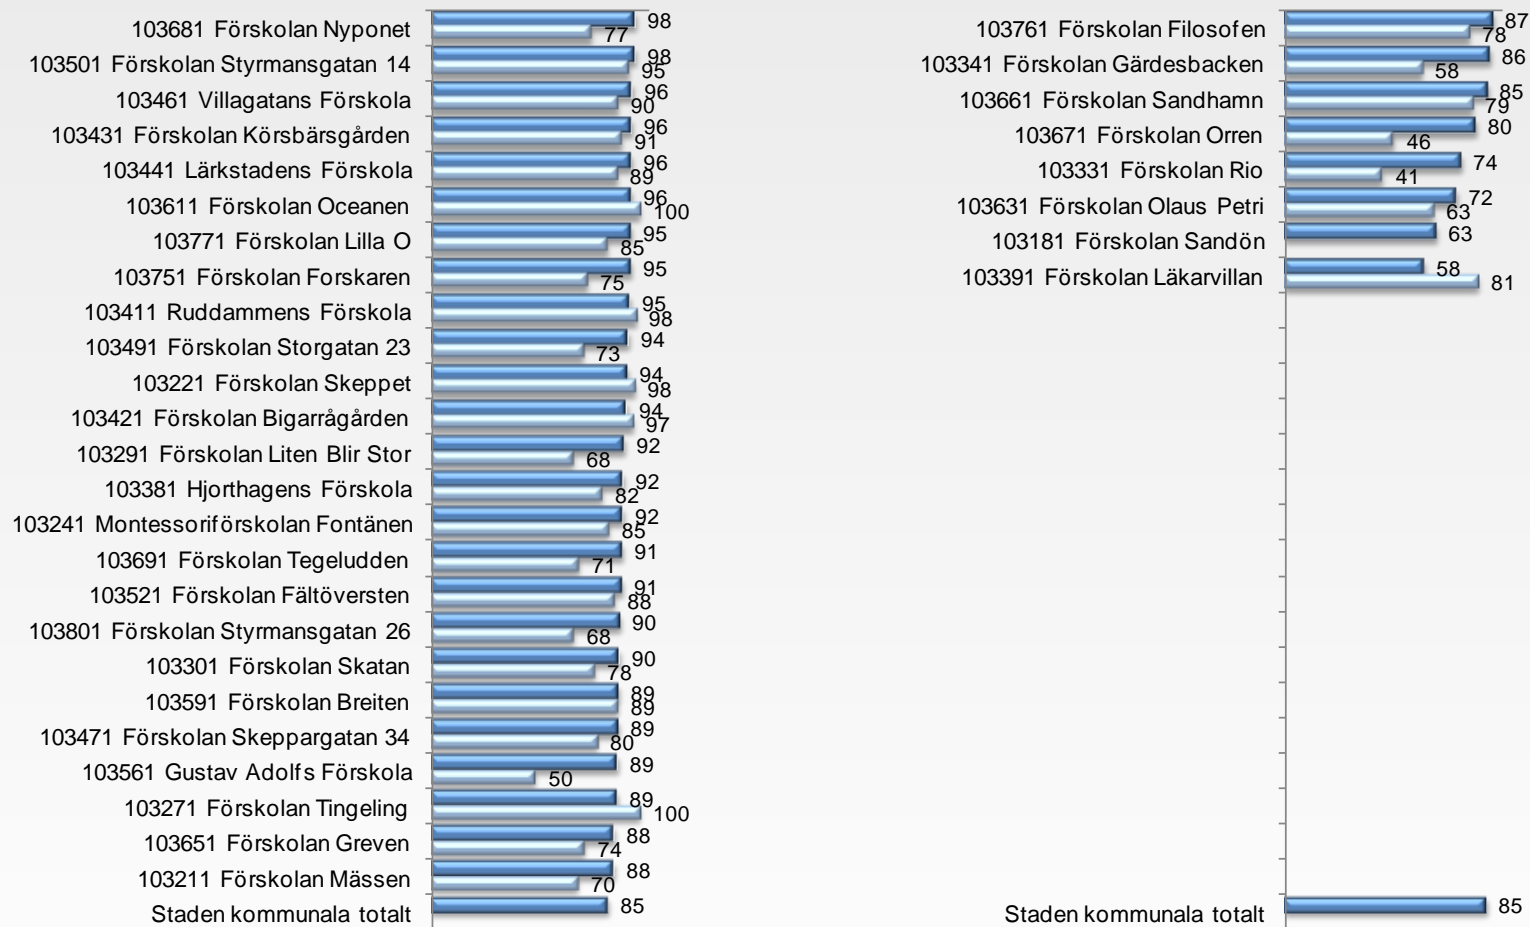 103681 Förskolan Nyponet 98 77
103501 Förskolan Styrmansgatan 14 98 95
103461 Villagatans Förskola 96 90
103431 Förskolan Körsbärsgården 96 91
103441 Lärkstadens Förskola 96 89
103611 Förskolan Oceanen 96 100
103771 Förskolan Lilla O 95 85
103751 Förskolan Forskaren 95 75
103411 Ruddammens Förskola 95 98
103491 Förskolan Storgatan 23 94 73
103221 Förskolan Skeppet 94 98
103421 Förskolan Bigarrågården 94 97
103291 Förskolan Liten Blir Stor 92 68
103381 Hjorthagens Förskola 92 82
103241 Montessoriförskolan Fontänen 92 85
103691 Förskolan Tegeludden 91 71
103521 Förskolan Fältöversten 91 88
103801 Förskolan Styrmansgatan 26 90 68
103301 Förskolan Skatan 90 78
103591 Förskolan Breiten 89 89
103471 Förskolan Skeppargatan 34 89 80
103561 Gustav Adolfs Förskola 89 50
103271 Förskolan Tingeling 89 100
103651 Förskolan Greven 88 74
103211 Förskolan Mässen 88 70
Staden kommunala totalt 85
103761 Förskolan Filosofen 87 78
103341 Förskolan Gärdesbacken 86 58
103661 Förskolan Sandhamn 85 79
103671 Förskolan Orren 80 46
103331 Förskolan Rio 74 41
103631 Förskolan Olaus Petri 72 63
103181 Förskolan Sandön 63
103391 Förskolan Läkarvillan 58 81
Staden kommunala totalt 85